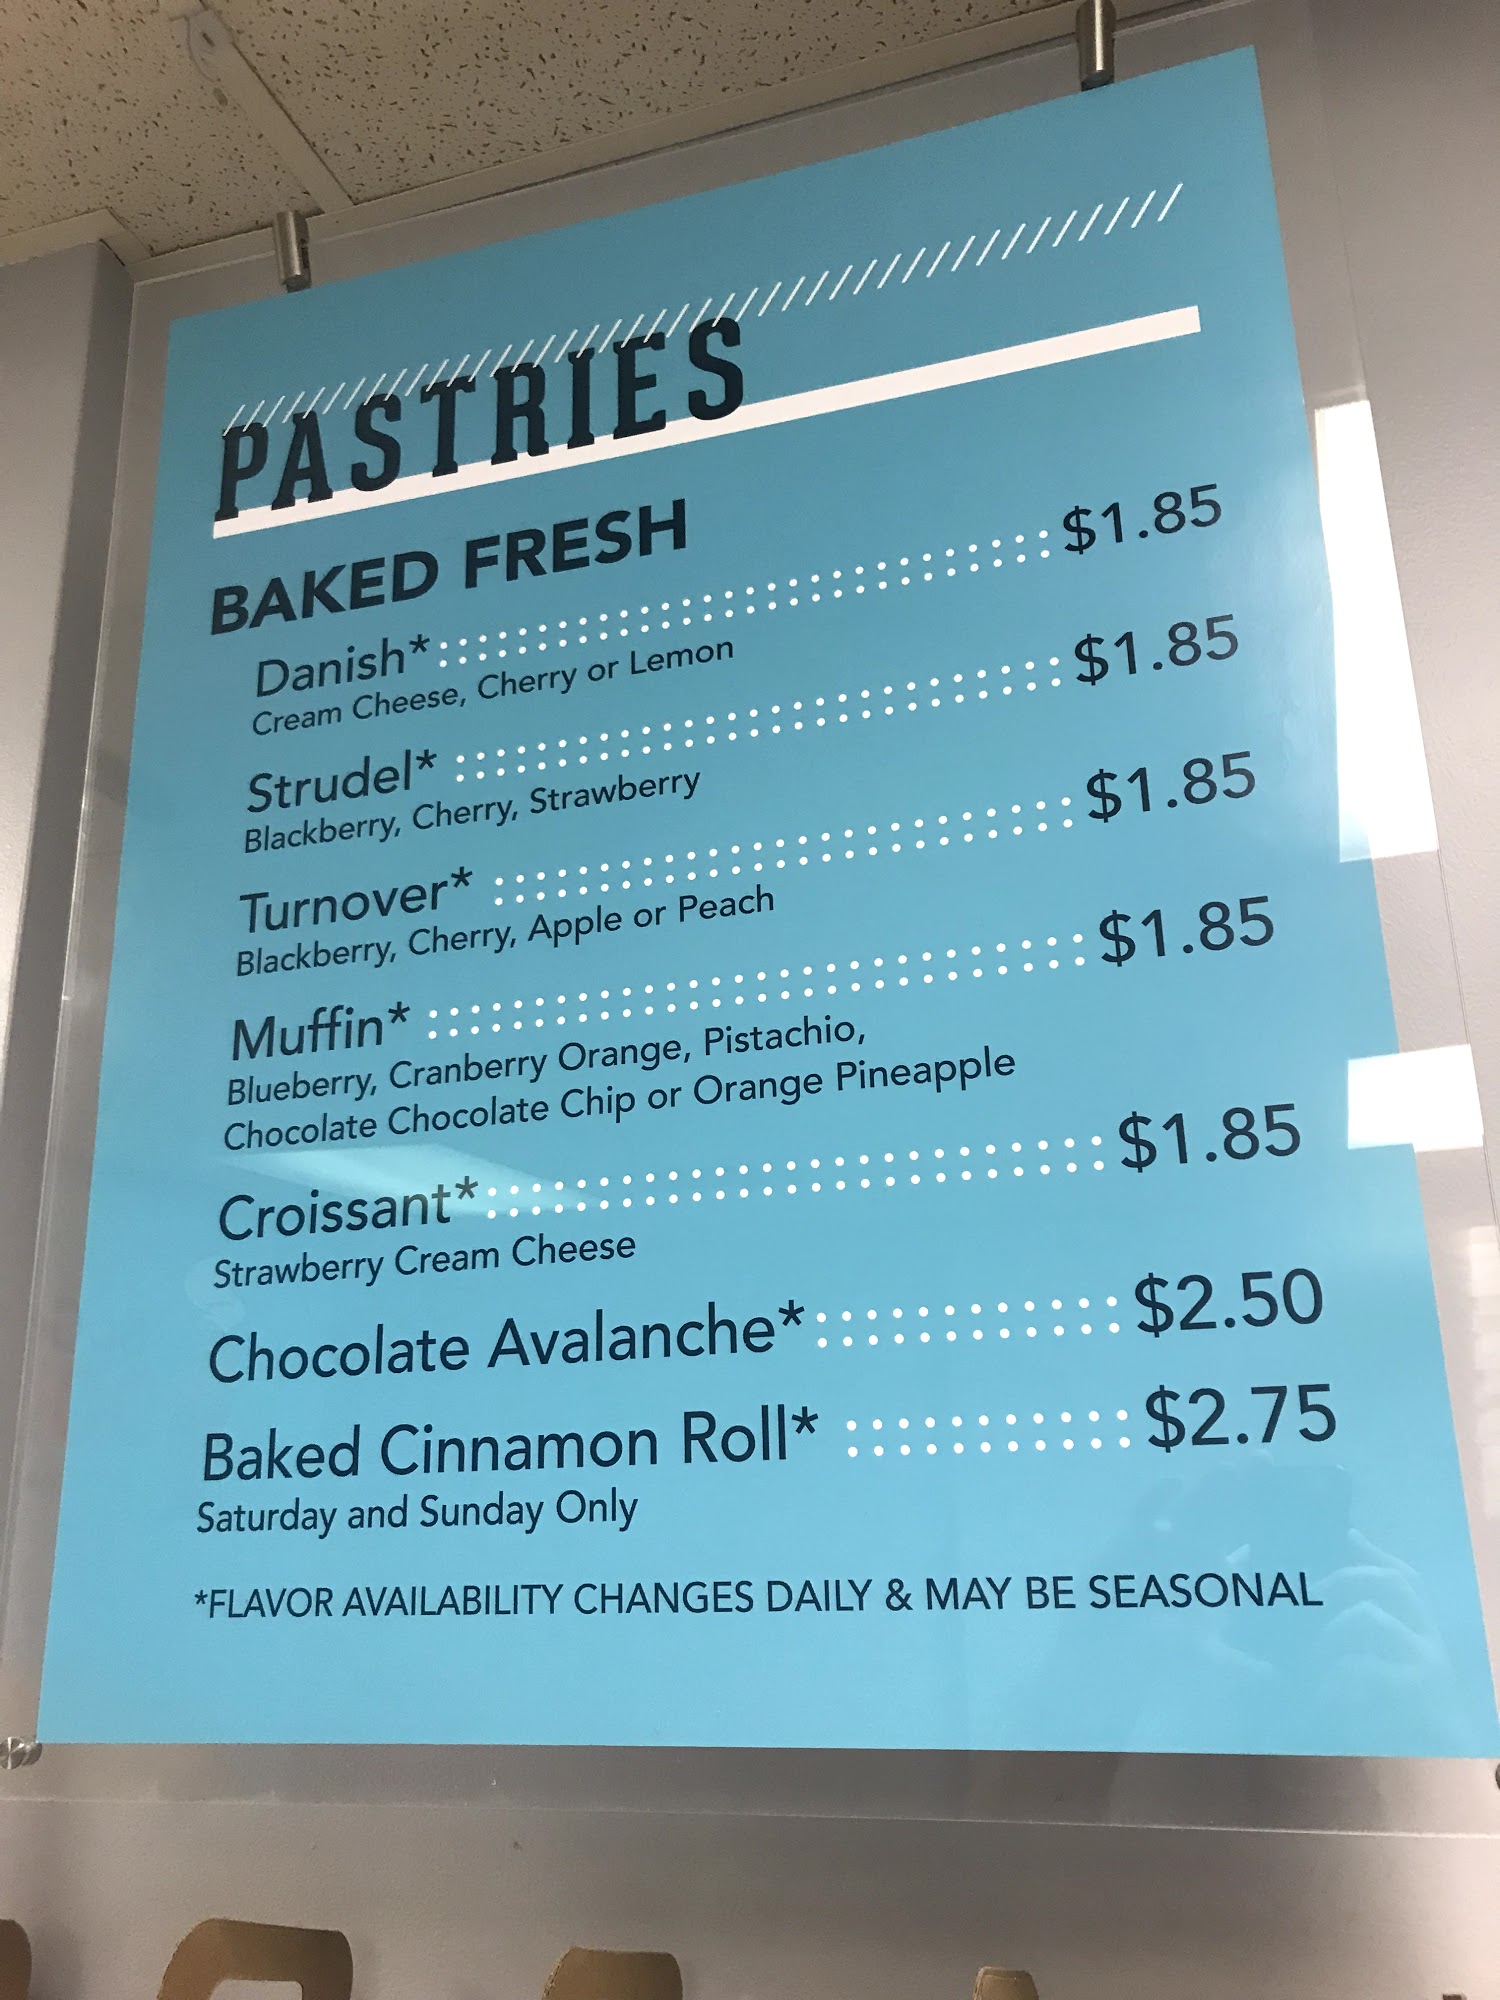 PASTRIES
BAKED FRESH
Danish* $1.85
Cream Cheese, Cherry or Lemon
Strudel* $1.85
Blackberry, Cherry, Strawberry
Turnover* $1.85
Blackberry, Cherry, Apple or Peach
Muffin* $1.85
Blueberry, Cranberry Orange, Pistachio,
Chocolate Chocolate Chip or Orange Pineapple
Croissant* $1.85
Strawberry Cream Cheese
Chocolate Avalanche* $2.50
Baked Cinnamon Roll* $2.75
Saturday and Sunday Only
*FLAVOR AVAILABILITY CHANGES DAILY & MAY BE SEASONAL